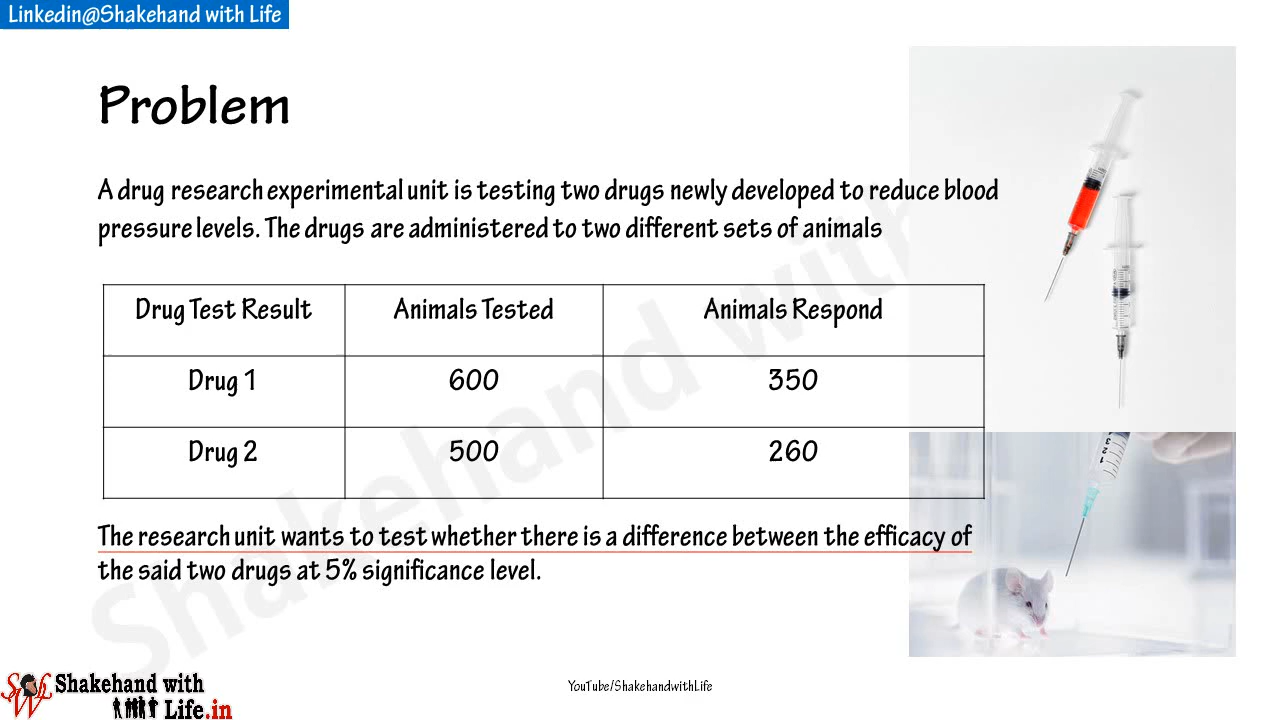 Linkedin@Shakehand with Life
Problem
A drug research experimental unit is testing two drugs newly developed to reduce blood
pressure levels. The drugs are administered to two different sets of animals
Drug Test Result Animals Tested Animals Respond
Drug 1 600 350
Drug 2 500 260
The research unit wants to test whether there is a difference between the efficacy of
the said two drugs at 5% significance level.
Shakehand with
Shakehand with
Life.in
YouTube/ShakehandwithLife